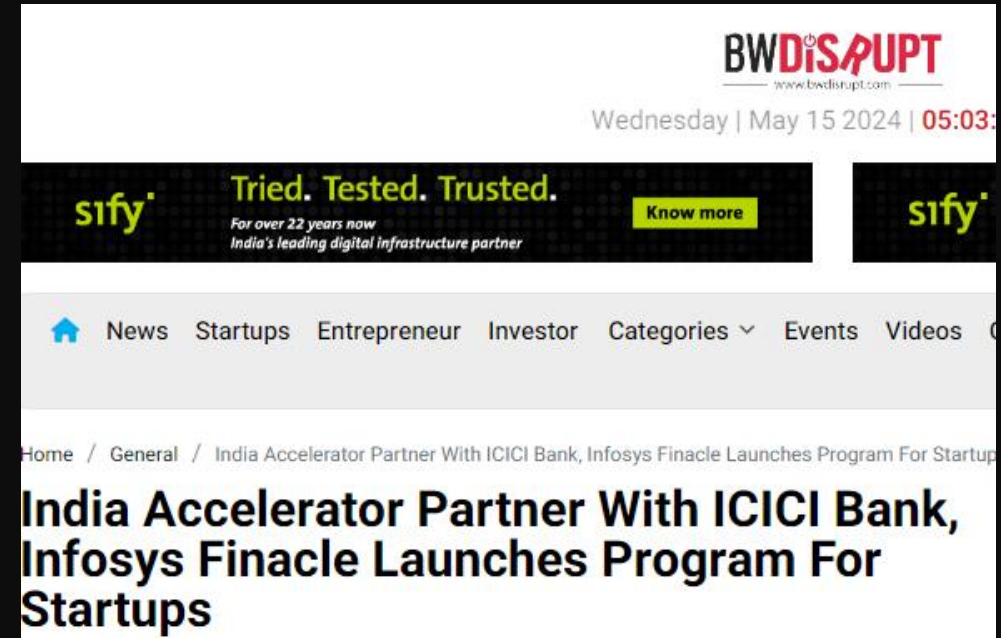 BWDiSRUPT
www.bwdisrupt.com
Wednesday | May 15 2024 | 05:03:
sify
Tried. Tested. Trusted.
For over 22 years now
India's leading digital infrastructure partner
Know more
sify
News Startups Entrepreneur Investor Categories Events Videos
Home / General / India Accelerator Partner With ICICI Bank, Infosys Finacle Launches Program For Startup
India Accelerator Partner With ICICI Bank,
Infosys Finacle Launches Program For
Startups